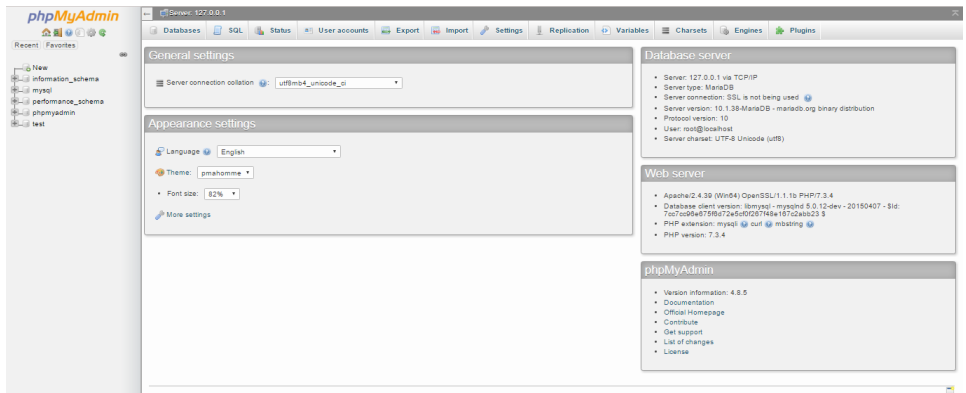 phpMyAdmin
Recent Favorites
New
information_schema
mysql
performance_schema
phpmyadmin
test
Server: 127.0.0.1
Databases SQL Status User accounts Export Import Settings Replication Variables Charsets Engines Plugins
General settings
Server connection collation : utf8mb4_unicode_ci
Appearance settings
Language English
Theme: pmahomme
• Font size: 82%
More settings
Database server
• Server: 127.0.0.1 via TCP/IP
• Server type: MariaDB
• Server connection: SSL is not being used
• Server version: 10.1.38-MariaDB - mariadb.org binary distribution
• Protocol version: 10
• User: root@localhost
• Server charset: UTF-8 Unicode (utf8)
Web server
• Apache/2.4.39 (Win64) OpenSSL/1.1.1b PHP/7.3.4
• Database client version: libmysql - mysqlnd 5.0.12-dev - 20150407 - $Id:
7cc7cc96e675f6d72e5cf0f267f48e167c2abb23 $
• PHP extension: mysqli curl mbstring
• PHP version: 7.3.4
phpMyAdmin
• Version information: 4.8.5
• Documentation
• Official Homepage
• Contribute
• Get support
• List of changes
• License